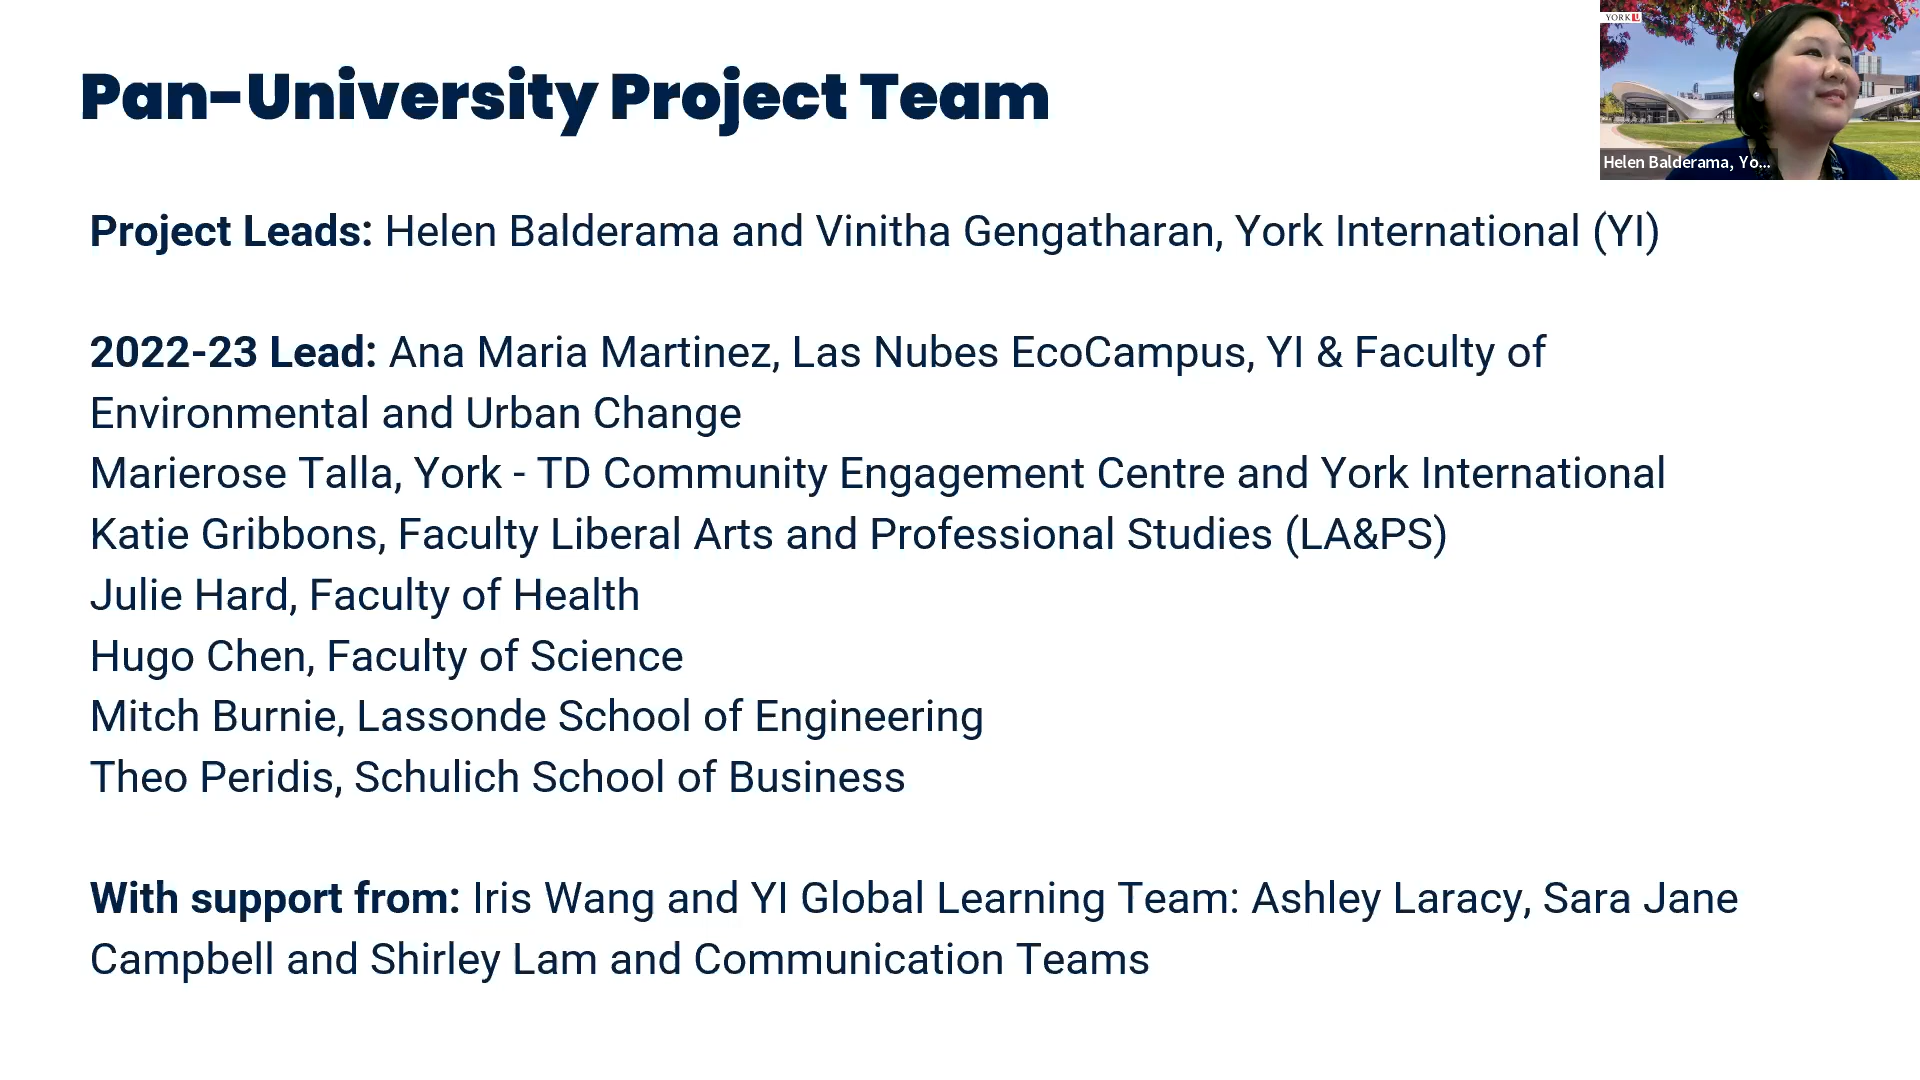 YORK U
Pan-University Project Team
Helen Balderama, Yo...
Project Leads: Helen Balderama and Vinitha Gengatharan, York International (YI)
2022-23 Lead: Ana Maria Martinez, Las Nubes EcoCampus, YI & Faculty of
Environmental and Urban Change
Marierose Talla, York - TD Community Engagement Centre and York International
Katie Gribbons, Faculty Liberal Arts and Professional Studies (LA&PS)
Julie Hard, Faculty of Health
Hugo Chen, Faculty of Science
Mitch Burnie, Lassonde School of Engineering
Theo Peridis, Schulich School of Business
With support from: Iris Wang and YI Global Learning Team: Ashley Laracy, Sara Jane
Campbell and Shirley Lam and Communication Teams